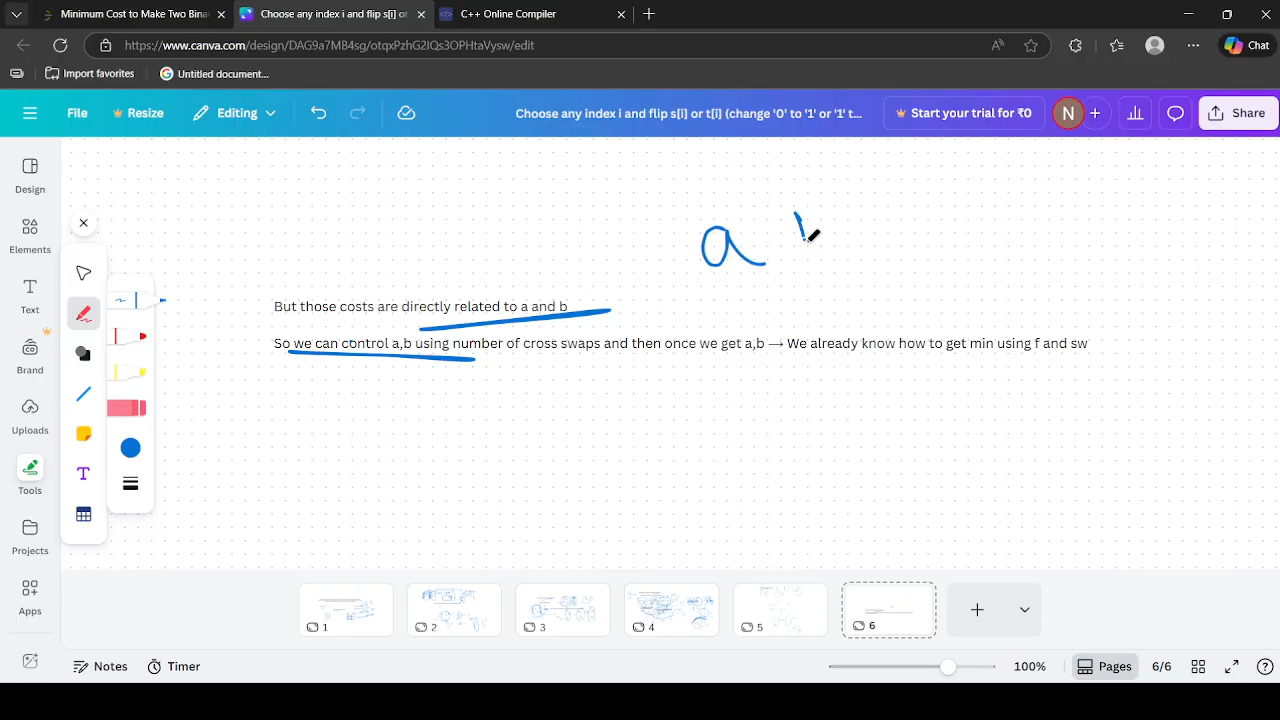 Minimum Cost to Make Two Bina
Choose any index i and flip s[i] or
C++ Online Compiler
https://www.canva.com/design/DAG9a7MB4sg/otqxPzhG2IQs3OPHtaVysw/edit
Chat
Import favorites
Untitled document...
File
Resize
Editing
Choose any index i and flip s[i] or t[i] (change '0' to '1' or '1' t...
N
Start your trial for ₹0
Share
Design
Elements
Text
Brand
Uploads
Tools
Projects
Apps
a
But those costs are directly related to a and b
So we can control a,b using number of cross swaps and then once we get a,b → We already know how to get min using f and sw
1
2
3
4
5
6
Notes
Timer
100%
Pages
6/6